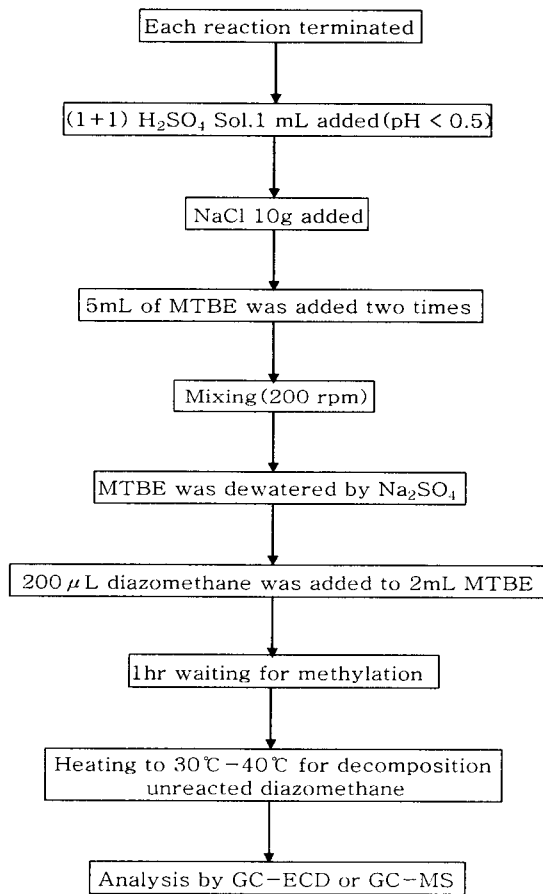 Each reaction terminated
(1+1) H₂SO₄ Sol.1 mL added(pH < 0.5)
NaCl 10g added
5mL of MTBE was added two times
Mixing(200 rpm)
MTBE was dewatered by Na₂SO₄
200 μL diazomethane was added to 2mL MTBE
1hr waiting for methylation
Heating to 30℃-40℃ for decomposition
unreacted diazomethane
Analysis by GC-ECD or GC-MS